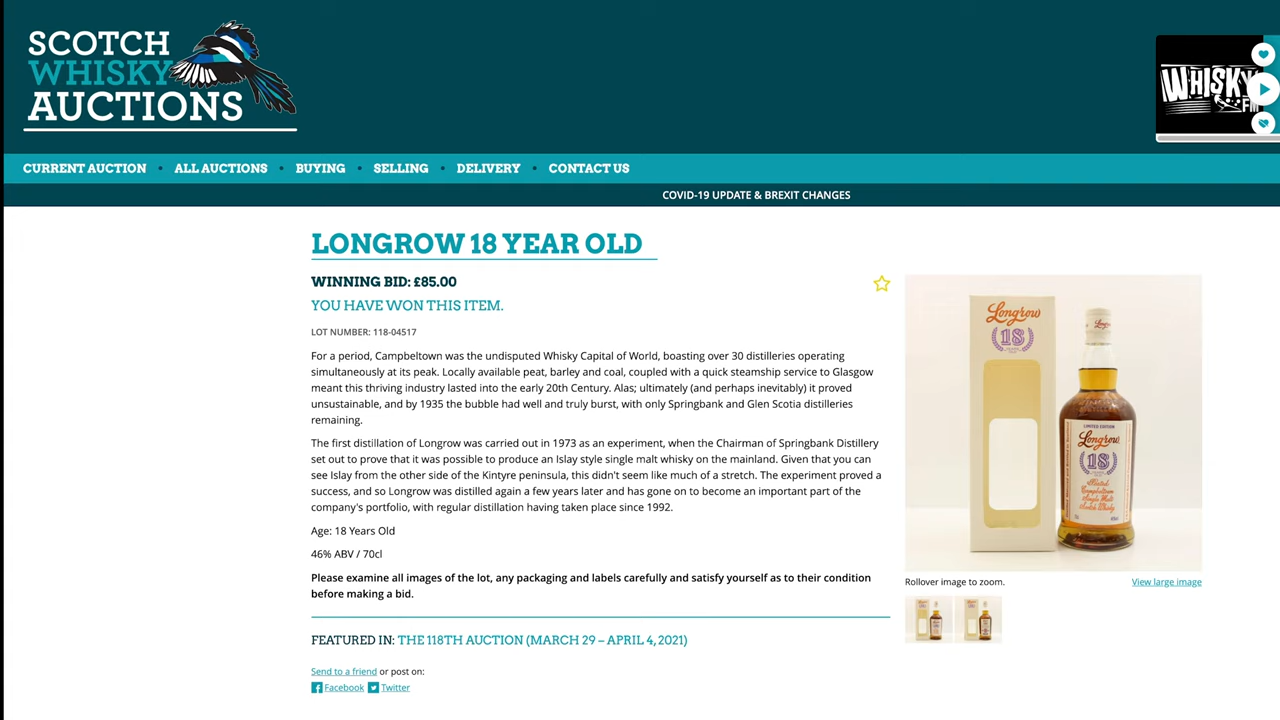 SCOTCH
WHISKY
AUCTIONS
WHISKY
FM
CURRENT AUCTION • ALL AUCTIONS • BUYING • SELLING • DELIVERY • CONTACT US
COVID-19 UPDATE & BREXIT CHANGES
LONGROW 18 YEAR OLD
WINNING BID: £85.00
YOU HAVE WON THIS ITEM.
LOT NUMBER: 118-04517
For a period, Campbeltown was the undisputed Whisky Capital of World, boasting over 30 distilleries operating
simultaneously at its peak. Locally available peat, barley and coal, coupled with a quick steamship service to Glasgow
meant this thriving industry lasted into the early 20th Century. Alas; ultimately (and perhaps inevitably) it proved
unsustainable, and by 1935 the bubble had well and truly burst, with only Springbank and Glen Scotia distilleries
remaining.
The first distillation of Longrow was carried out in 1973 as an experiment, when the Chairman of Springbank Distillery
set out to prove that it was possible to produce an Islay style single malt whisky on the mainland. Given that you can
see Islay from the other side of the Kintyre peninsula, this didn't seem like much of a stretch. The experiment proved a
success, and so Longrow was distilled again a few years later and has gone on to become an important part of the
company's portfolio, with regular distillation having taken place since 1992.
Age: 18 Years Old
46% ABV / 70cl
Please examine all images of the lot, any packaging and labels carefully and satisfy yourself as to their condition
before making a bid.
FEATURED IN: THE 118TH AUCTION (MARCH 29 – APRIL 4, 2021)
Send to a friend or post on:
Facebook Twitter
Longrow
18
Longrow
LIMITED EDITION
Longrow
18
Peated
Campbeltown
Single Malt
Scotch Whisky
Rollover image to zoom.
View large image